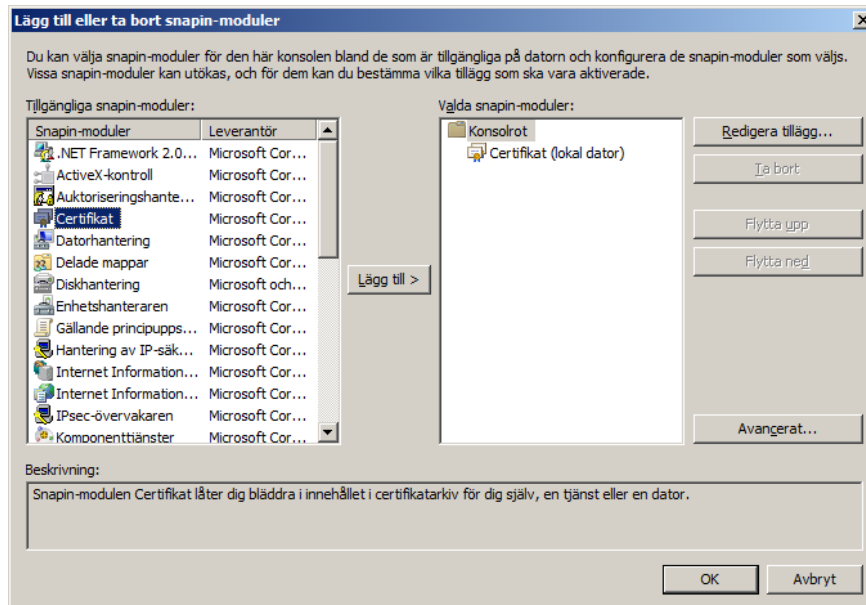 Lägg till eller ta bort snapin-moduler
Du kan välja snapin-moduler för den här konsolen bland de som är tillgängliga på datorn och konfigurera de snapin-moduler som väljs.
Vissa snapin-moduler kan utökas, och för dem kan du bestämma vilka tillägg som ska vara aktiverade.
Tillgängliga snapin-moduler:
Snapin-moduler Leverantör
.NET Framework 2.0... Microsoft Cor...
ActiveX-kontroll Microsoft Cor...
Auktoriseringshante... Microsoft Cor...
Certifikat Microsoft Cor...
Datorhantering Microsoft Cor...
Delade mappar Microsoft Cor...
Diskhantering Microsoft och...
Enhetshanteraren Microsoft Cor...
Gällande principupps... Microsoft Cor...
Hantering av IP-säk... Microsoft Cor...
Internet Information... Microsoft Cor...
Internet Information... Microsoft Cor...
IPsec-övervakaren Microsoft Cor...
Komponenttjänster Microsoft Cor...
Lägg till >
Valda snapin-moduler:
Konsolrot
Certifikat (lokal dator)
Redigera tillägg...
Ta bort
Flytta upp
Flytta ned
Avancerat...
Beskrivning:
Snapin-modulen Certifikat låter dig bläddra i innehållet i certifikatarkiv för dig själv, en tjänst eller en dator.
OK Avbryt